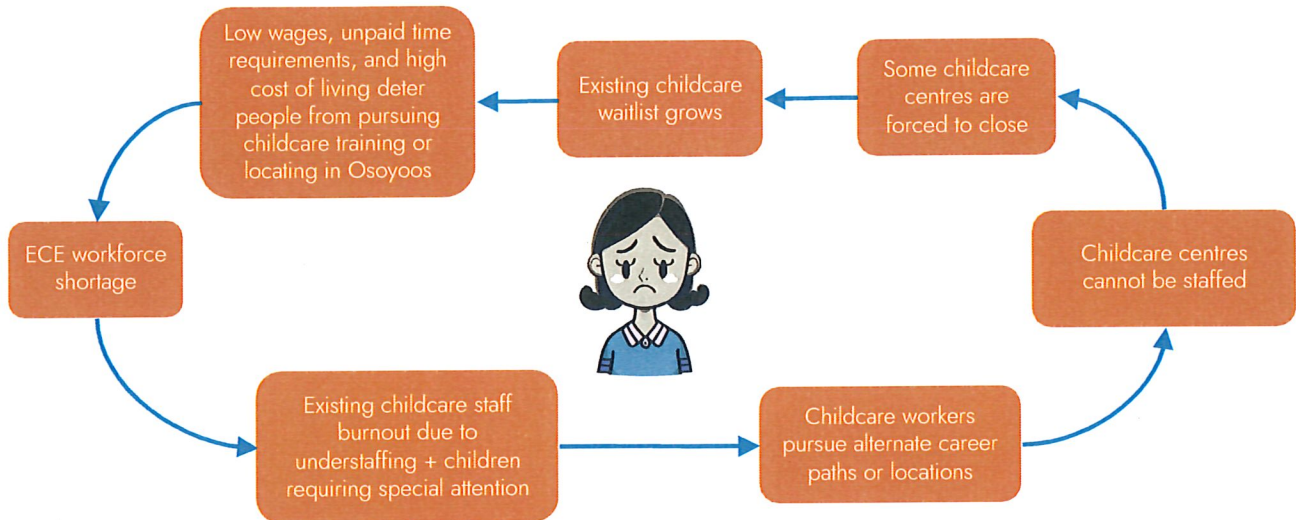 Low wages, unpaid time
requirements, and high
cost of living deter
people from pursuing
childcare training or
locating in Osoyoos
Existing childcare
waitlist grows
Some childcare
centres are
forced to close
ECE workforce
shortage
Childcare centres
cannot be staffed
Existing childcare staff
burnout due to
understaffing + children
requiring special attention
Childcare workers
pursue alternate career
paths or locations